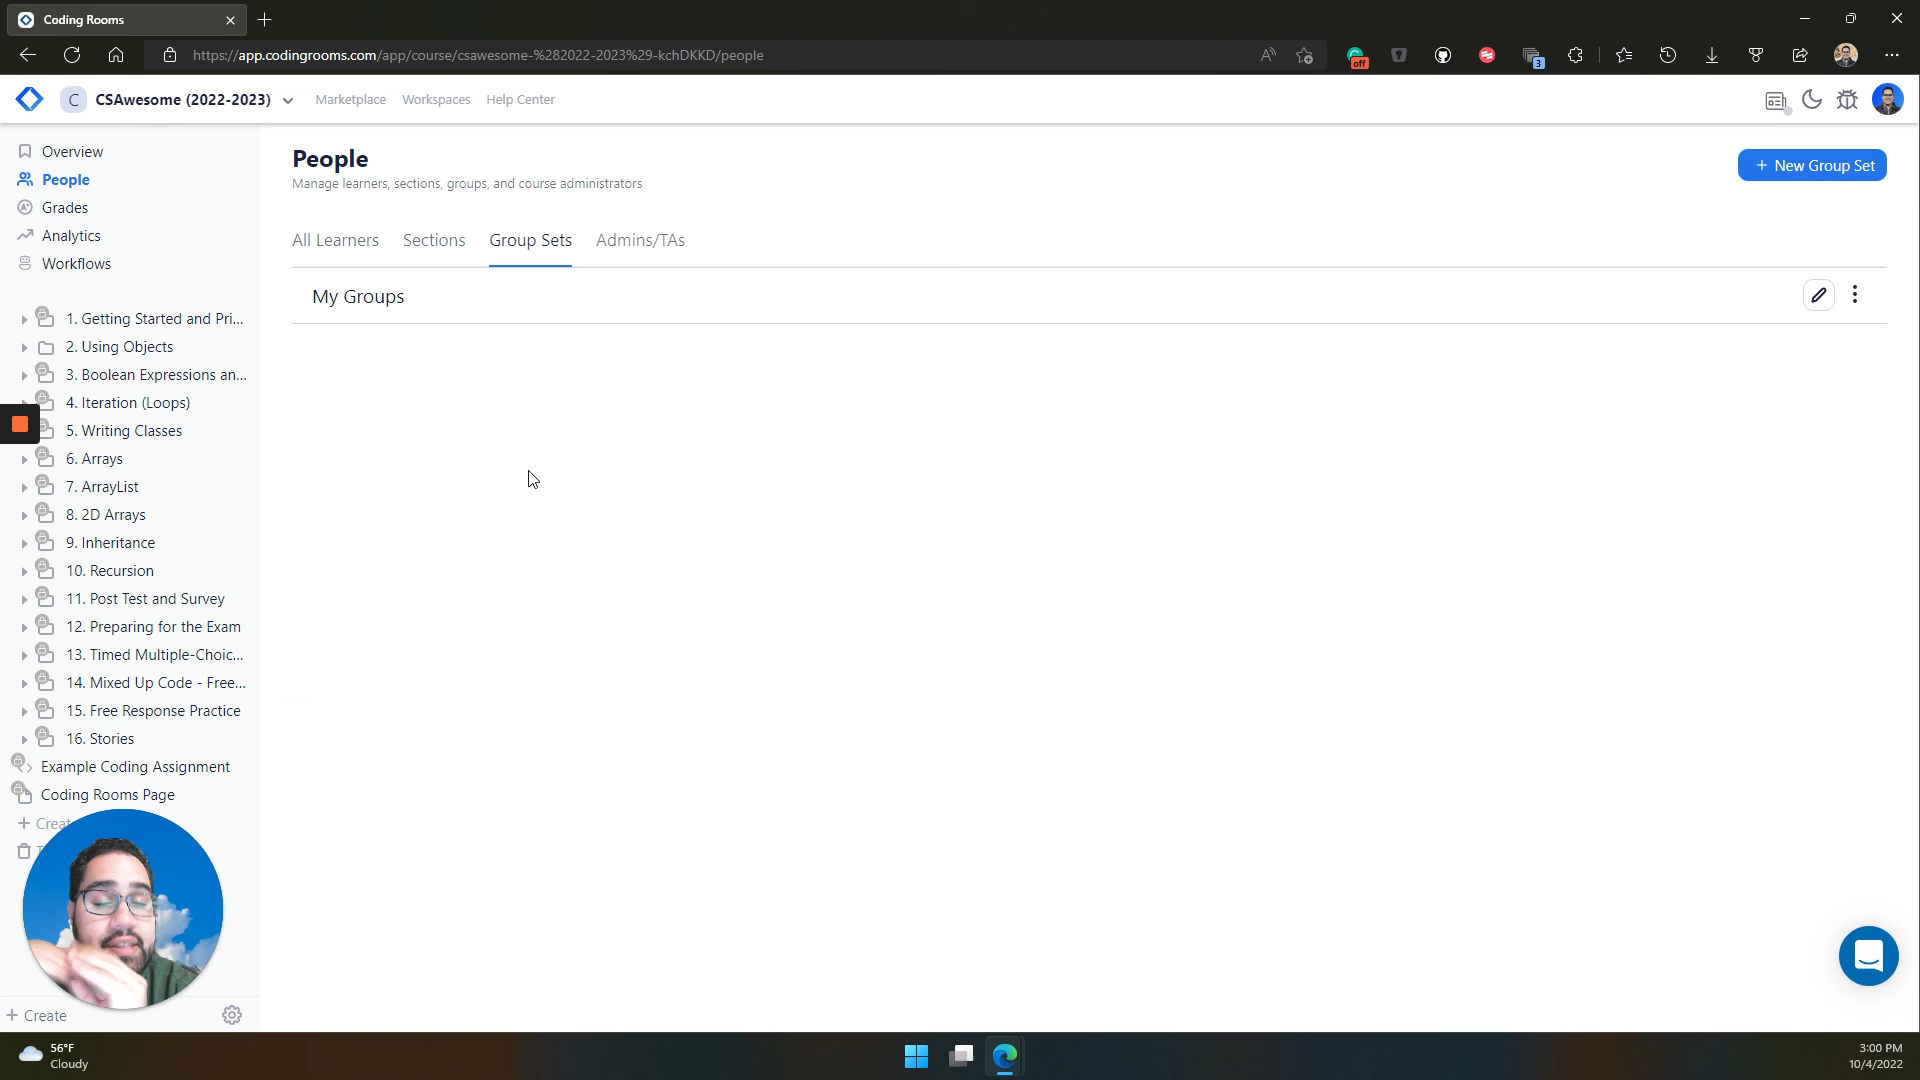 Coding Rooms
https://app.codingrooms.com/app/course/csawesome-%282022-2023%29-kchDKKD/people
off
3
C CSAwesome (2022-2023) Marketplace Workspaces Help Center
Overview
People
Grades
Analytics
Workflows
1. Getting Started and Pri...
2. Using Objects
3. Boolean Expressions an...
4. Iteration (Loops)
5. Writing Classes
6. Arrays
7. ArrayList
8. 2D Arrays
9. Inheritance
10. Recursion
11. Post Test and Survey
12. Preparing for the Exam
13. Timed Multiple-Choic...
14. Mixed Up Code - Free...
15. Free Response Practice
16. Stories
Example Coding Assignment
Coding Rooms Page
+ Create
People
Manage learners, sections, groups, and course administrators
+ New Group Set
All Learners Sections Group Sets Admins/TAs
My Groups
56°F
Cloudy
3:00 PM
10/4/2022